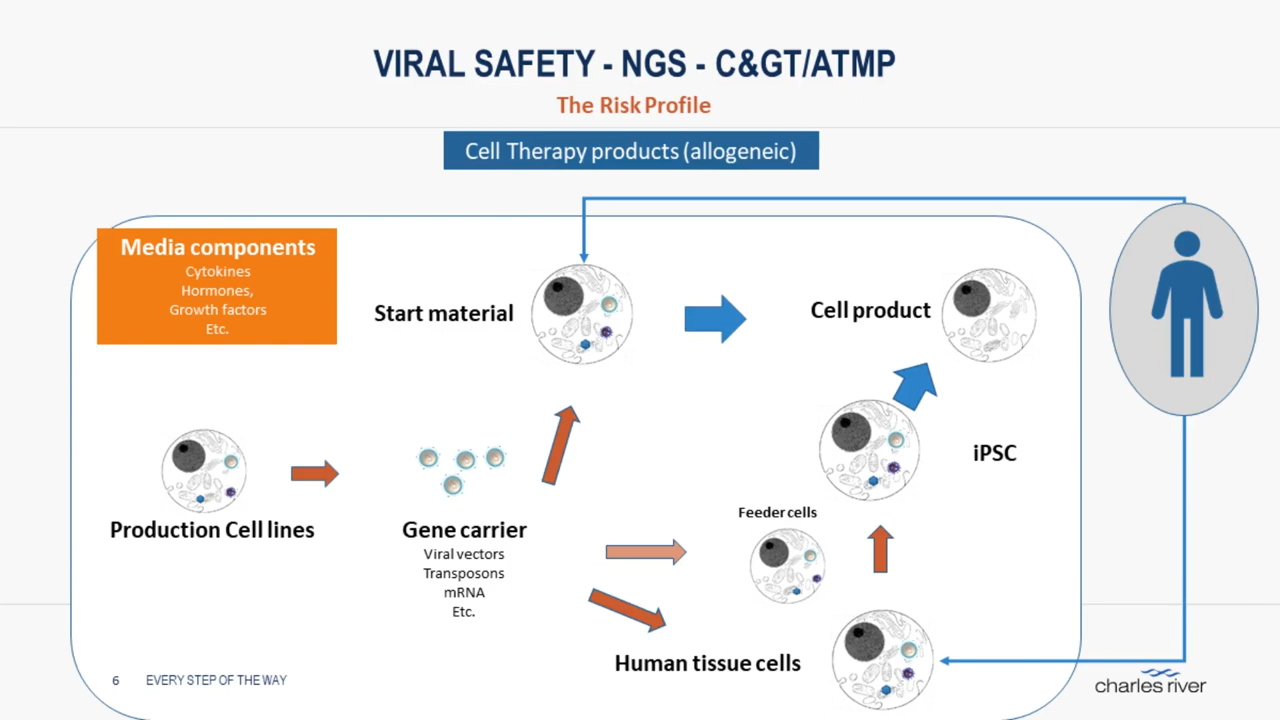 VIRAL SAFETY - NGS - C&GT/ATMP
The Risk Profile
Cell Therapy products (allogeneic)
Media components
Cytokines
Hormones,
Growth factors
Etc.
Start material
Cell product
iPSC
Feeder cells
Production Cell lines
Gene carrier
Viral vectors
Transposons
mRNA
Etc.
Human tissue cells
6 EVERY STEP OF THE WAY
charles river